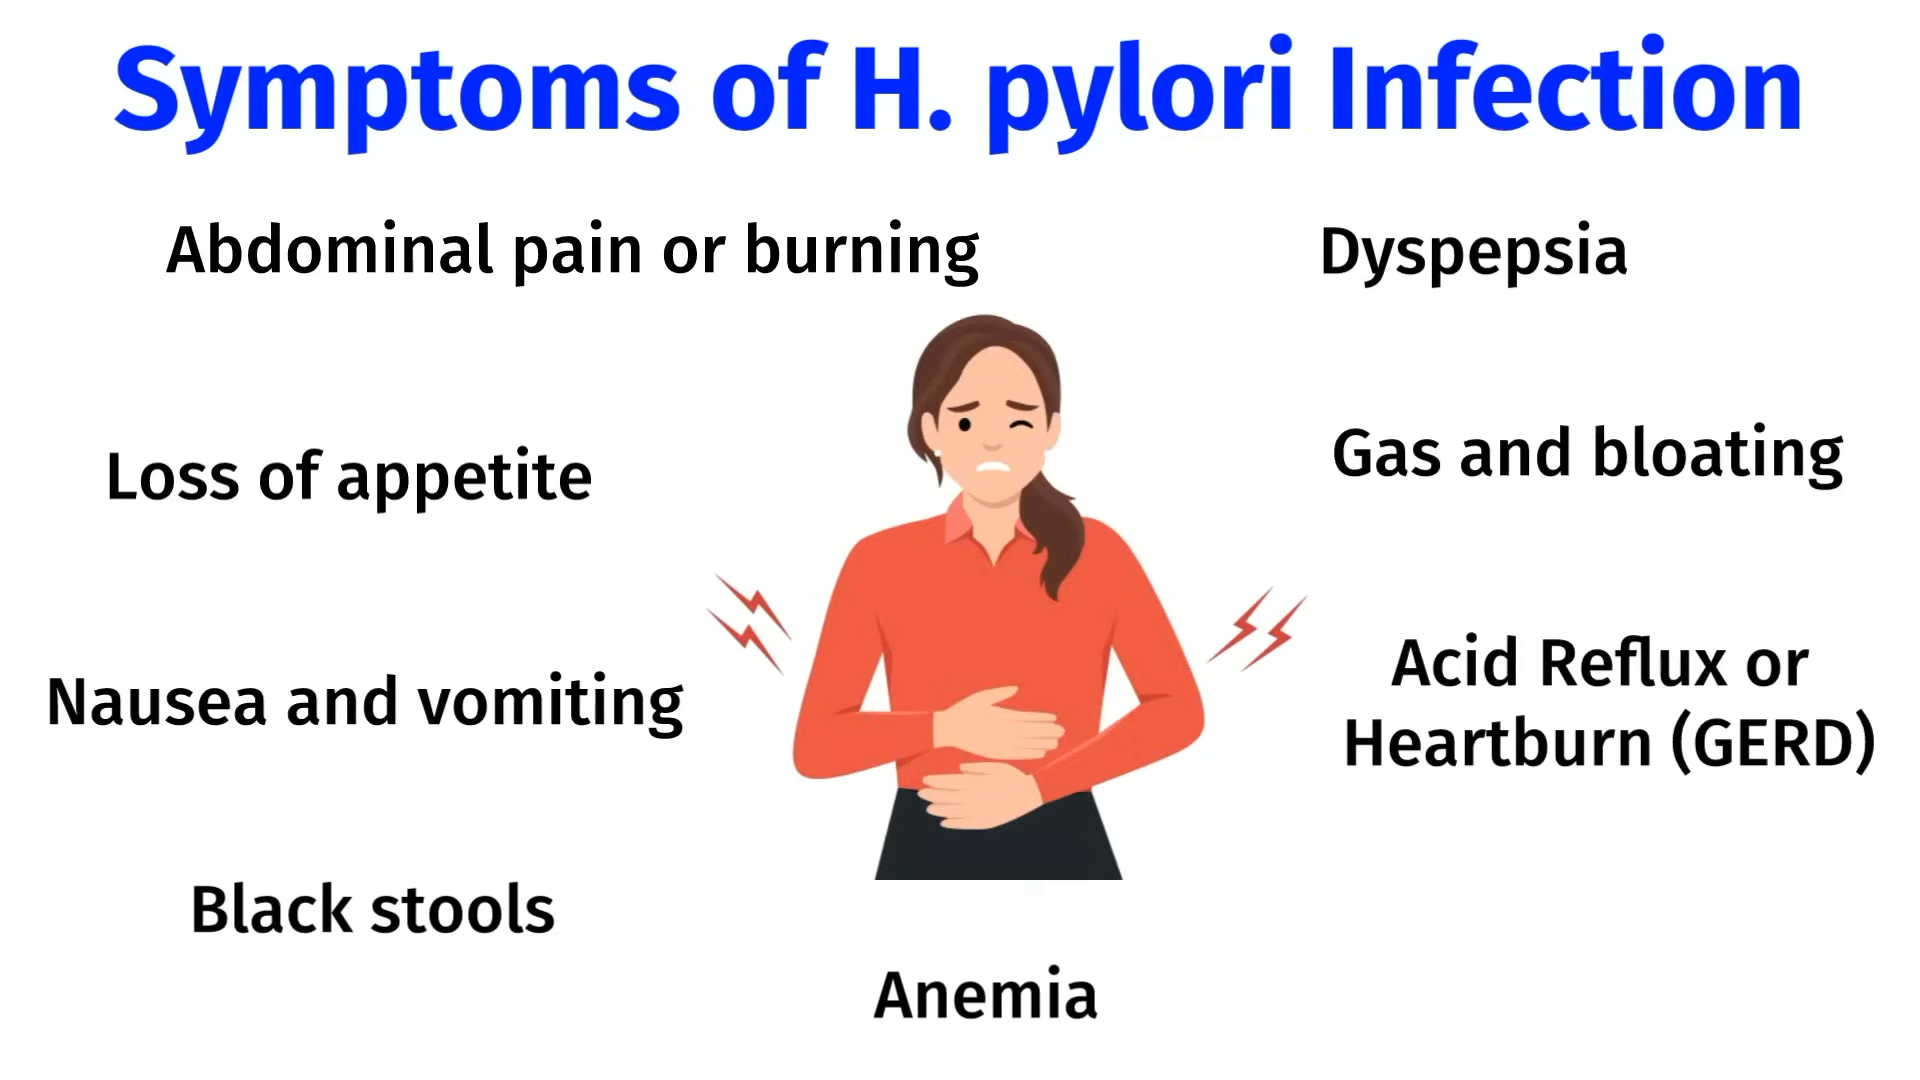 Symptoms of H. pylori Infection
Abdominal pain or burning
Dyspepsia
Loss of appetite
Gas and bloating
Nausea and vomiting
Acid Reflux or
Heartburn (GERD)
Black stools
Anemia